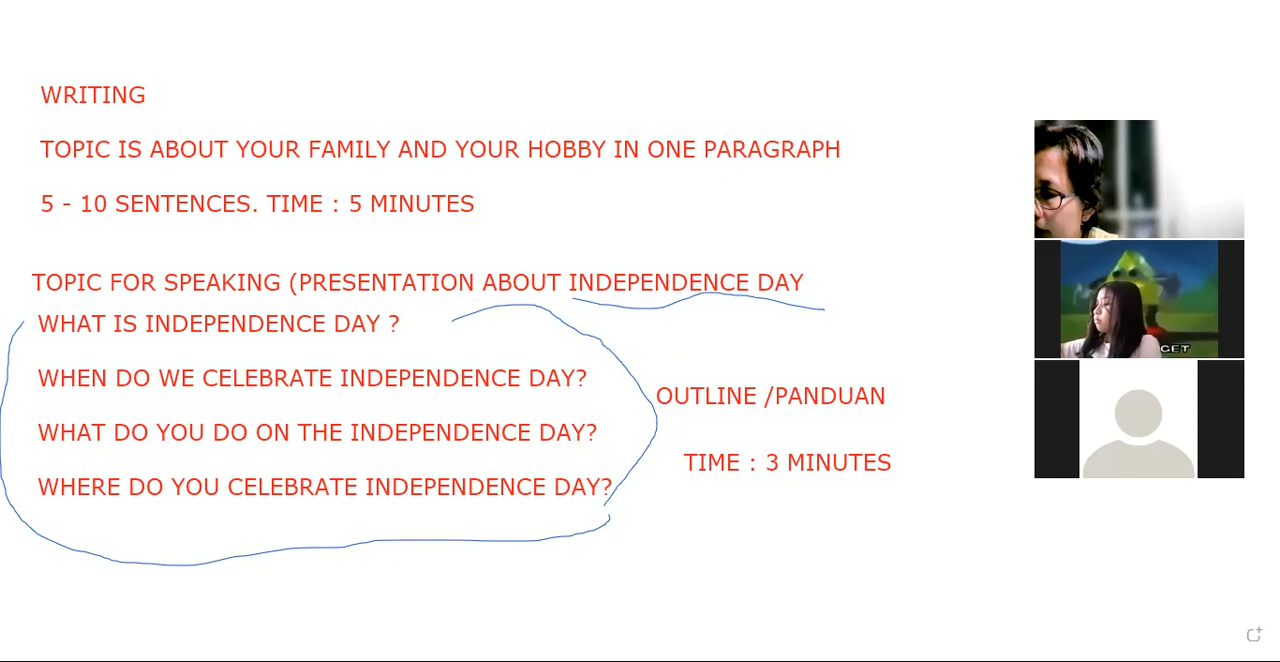 WRITING
TOPIC IS ABOUT YOUR FAMILY AND YOUR HOBBY IN ONE PARAGRAPH
5 - 10 SENTENCES. TIME : 5 MINUTES
TOPIC FOR SPEAKING (PRESENTATION ABOUT INDEPENDENCE DAY
WHAT IS INDEPENDENCE DAY ?
WHEN DO WE CELEBRATE INDEPENDENCE DAY?
WHAT DO YOU DO ON THE INDEPENDENCE DAY?
WHERE DO YOU CELEBRATE INDEPENDENCE DAY?
OUTLINE /PANDUAN
TIME : 3 MINUTES
GET